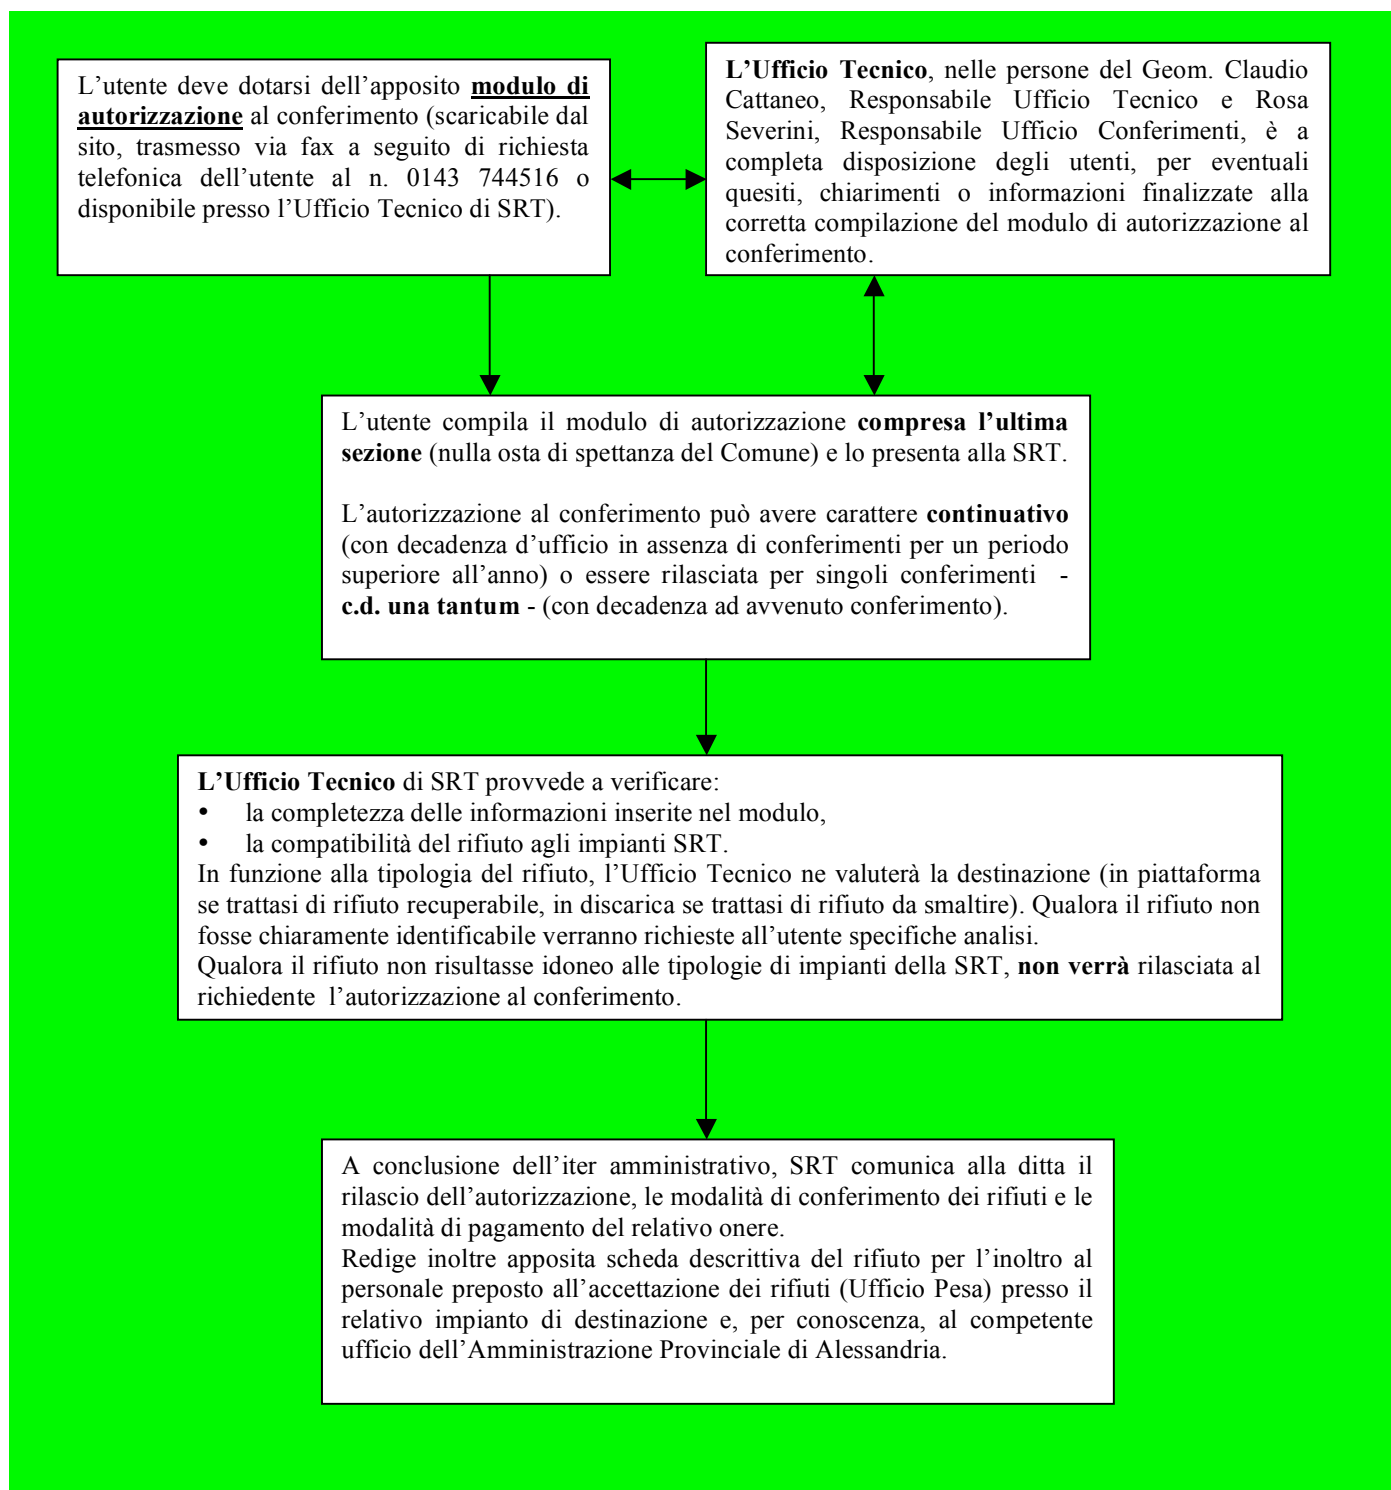 L’utente deve dotarsi dell’apposito modulo di
autorizzazione al conferimento (scaricabile dal
sito, trasmesso via fax a seguito di richiesta
telefonica dell’utente al n. 0143 744516 o
disponibile presso l’Ufficio Tecnico di SRT).
L’Ufficio Tecnico, nelle persone del Geom. Claudio
Cattaneo, Responsabile Ufficio Tecnico e Rosa
Severini, Responsabile Ufficio Conferimenti, è a
completa disposizione degli utenti, per eventuali
quesiti, chiarimenti o informazioni finalizzate alla
corretta compilazione del modulo di autorizzazione al
conferimento.
L’utente compila il modulo di autorizzazione compresa l’ultima
sezione (nulla osta di spettanza del Comune) e lo presenta alla SRT.
L’autorizzazione al conferimento può avere carattere continuativo
(con decadenza d’ufficio in assenza di conferimenti per un periodo
superiore all’anno) o essere rilasciata per singoli conferimenti -
c.d. una tantum - (con decadenza ad avvenuto conferimento).
L’Ufficio Tecnico di SRT provvede a verificare:
• la completezza delle informazioni inserite nel modulo,
• la compatibilità del rifiuto agli impianti SRT.
In funzione alla tipologia del rifiuto, l’Ufficio Tecnico ne valuterà la destinazione (in piattaforma
se trattasi di rifiuto recuperabile, in discarica se trattasi di rifiuto da smaltire). Qualora il rifiuto non
fosse chiaramente identificabile verranno richieste all’utente specifiche analisi.
Qualora il rifiuto non risultasse idoneo alle tipologie di impianti della SRT, non verrà rilasciata al
richiedente l’autorizzazione al conferimento.
A conclusione dell’iter amministrativo, SRT comunica alla ditta il
rilascio dell’autorizzazione, le modalità di conferimento dei rifiuti e le
modalità di pagamento del relativo onere.
Redige inoltre apposita scheda descrittiva del rifiuto per l’inoltro al
personale preposto all’accettazione dei rifiuti (Ufficio Pesa) presso il
relativo impianto di destinazione e, per conoscenza, al competente
ufficio dell’Amministrazione Provinciale di Alessandria.